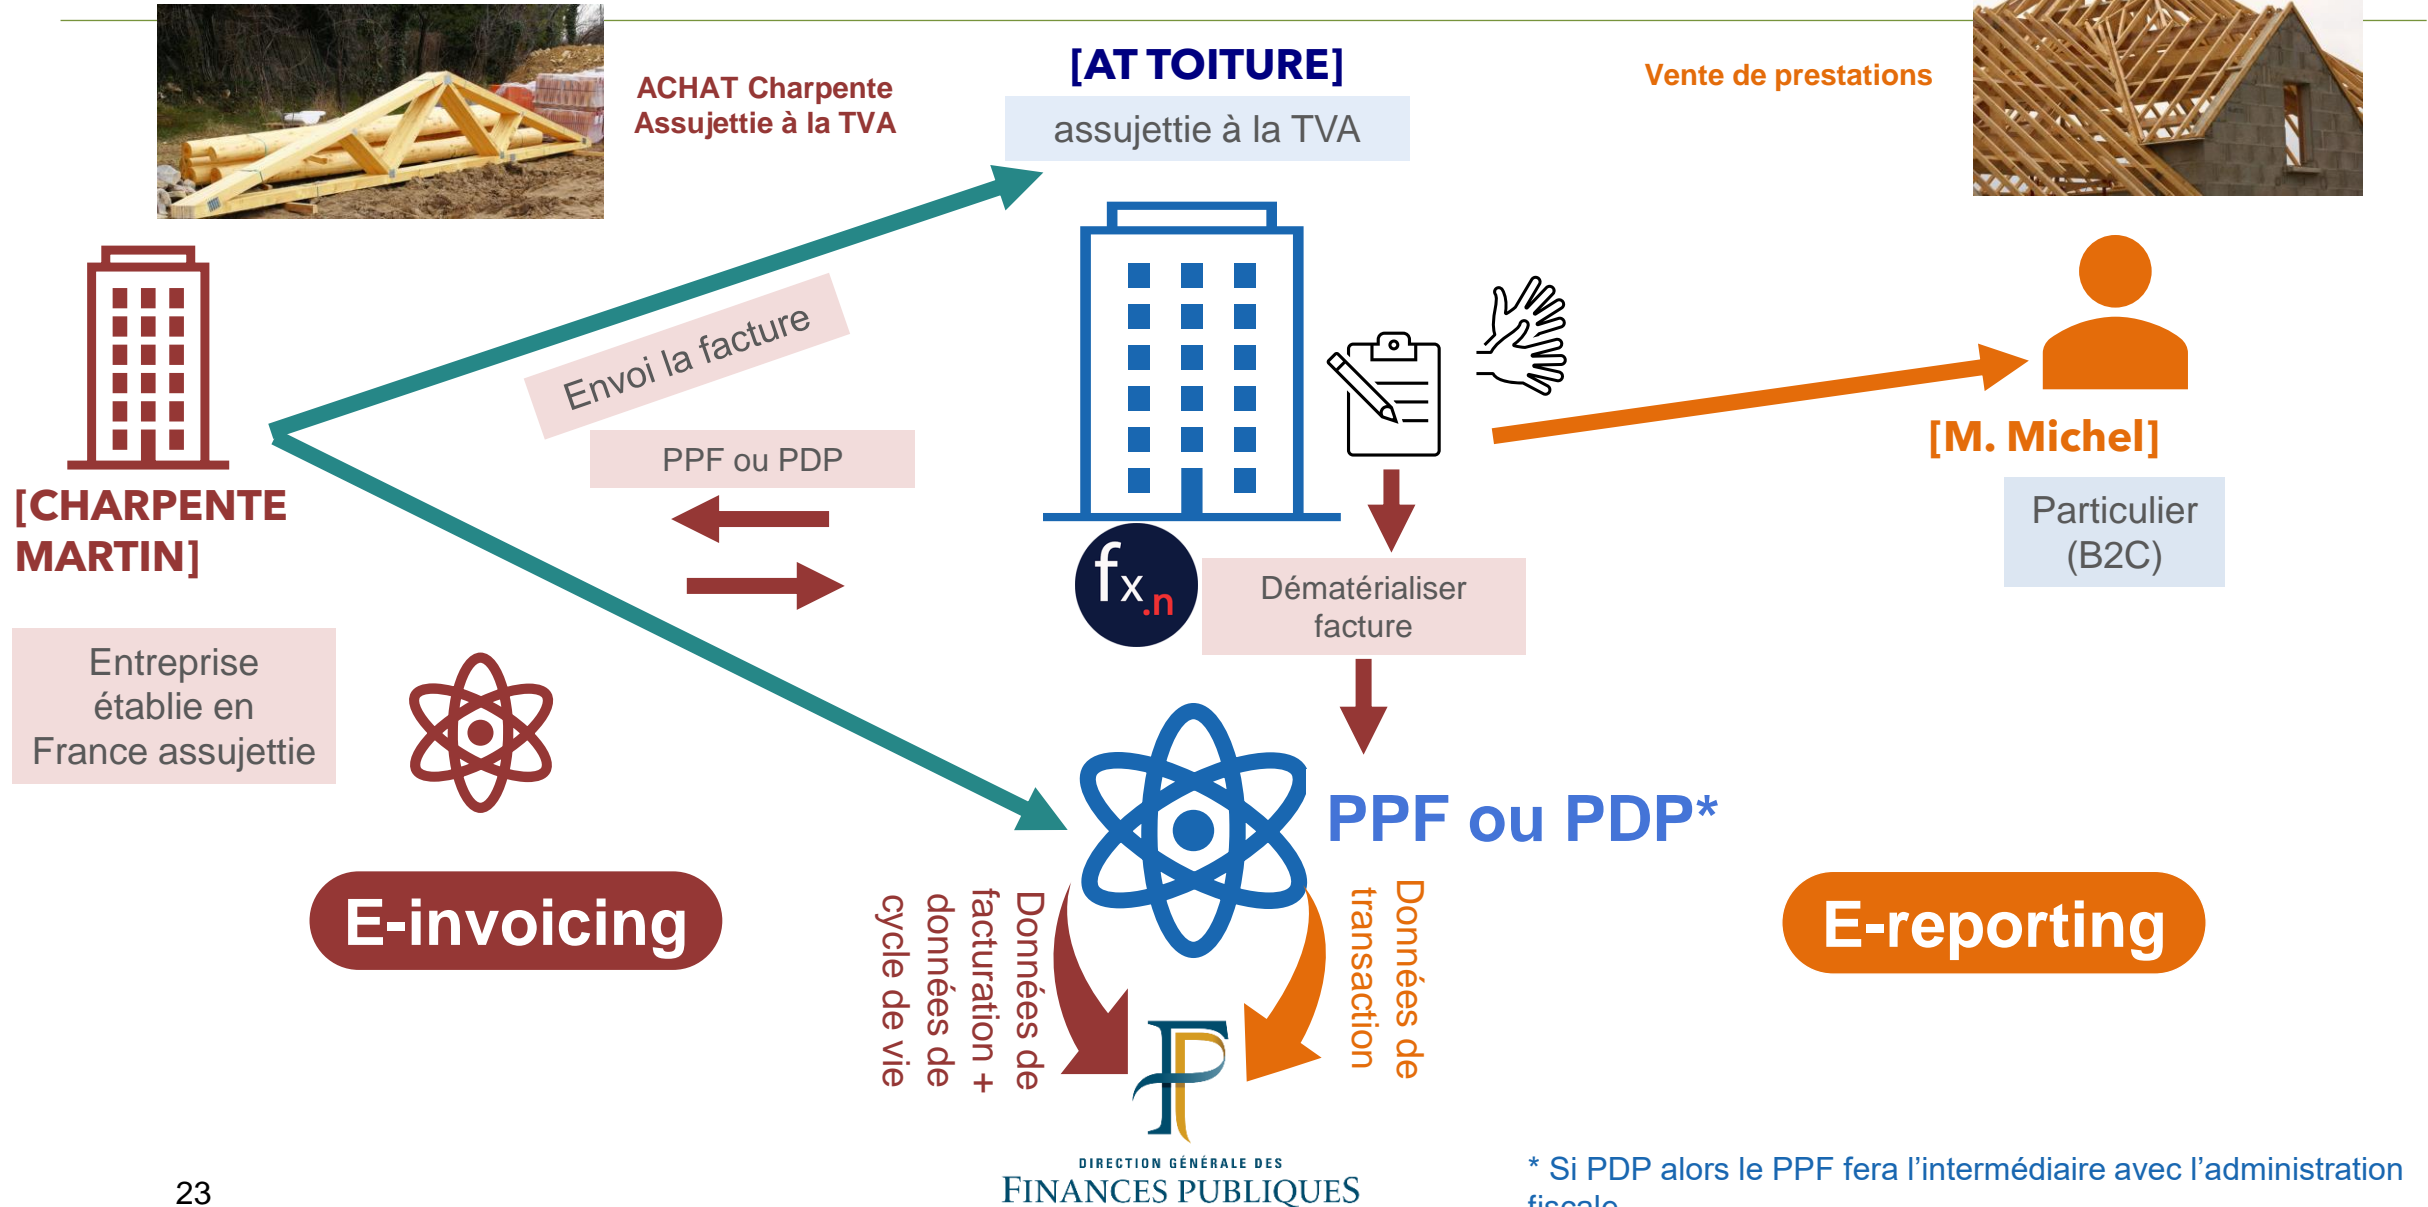 ACHAT Charpente
Assujettie à la TVA
[AT TOITURE]
assujettie à la TVA
Vente de prestations
Envoi la facture
PPF ou PDP
[CHARPENTE
MARTIN]
Entreprise
établie en
France assujettie
fx.n
Dématérialiser
facture
[M. Michel]
Particulier
(B2C)
PPF ou PDP*
E-invoicing
E-reporting
Données de
facturation +
données de
cycle de vie
Données de
transaction
DIRECTION GÉNÉRALE DES
FINANCES PUBLIQUES
* Si PDP alors le PPF fera l’intermédiaire avec l’administration
fiscale
23